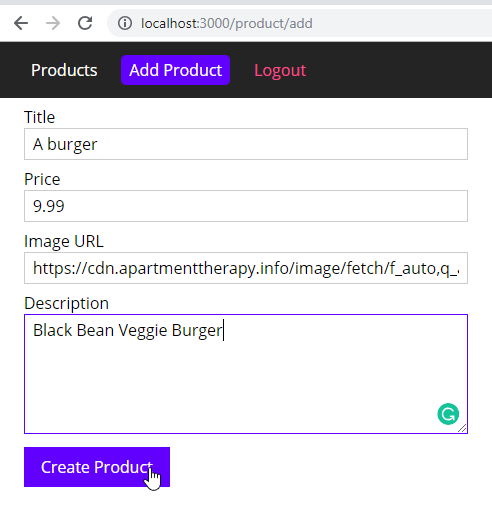 localhost:3000/product/add
Products Add Product Logout
Title
A burger
Price
9.99
Image URL
https://cdn.apartmenttherapy.info/image/fetch/f_auto,q_
Description
Black Bean Veggie Burger
Create Product